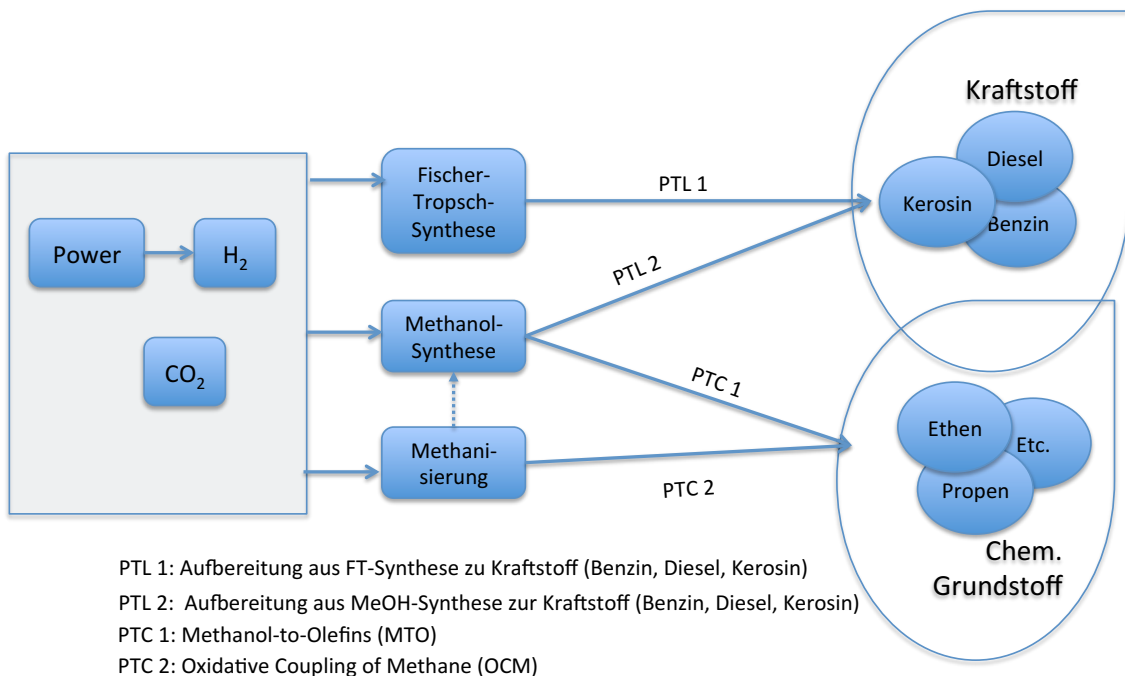 Kraftstoff
Diesel
Kerosin
Benzin
Fischer-
Tropsch-
Synthese
PTL 1
Power
H₂
PTL 2
Methanol-
Synthese
CO₂
PTC 1
Ethen
Etc.
Methani-
sierung
Propen
PTC 2
Chem.
Grundstoff
PTL 1: Aufbereitung aus FT-Synthese zu Kraftstoff (Benzin, Diesel, Kerosin)
PTL 2: Aufbereitung aus MeOH-Synthese zur Kraftstoff (Benzin, Diesel, Kerosin)
PTC 1: Methanol-to-Olefins (MTO)
PTC 2: Oxidative Coupling of Methane (OCM)